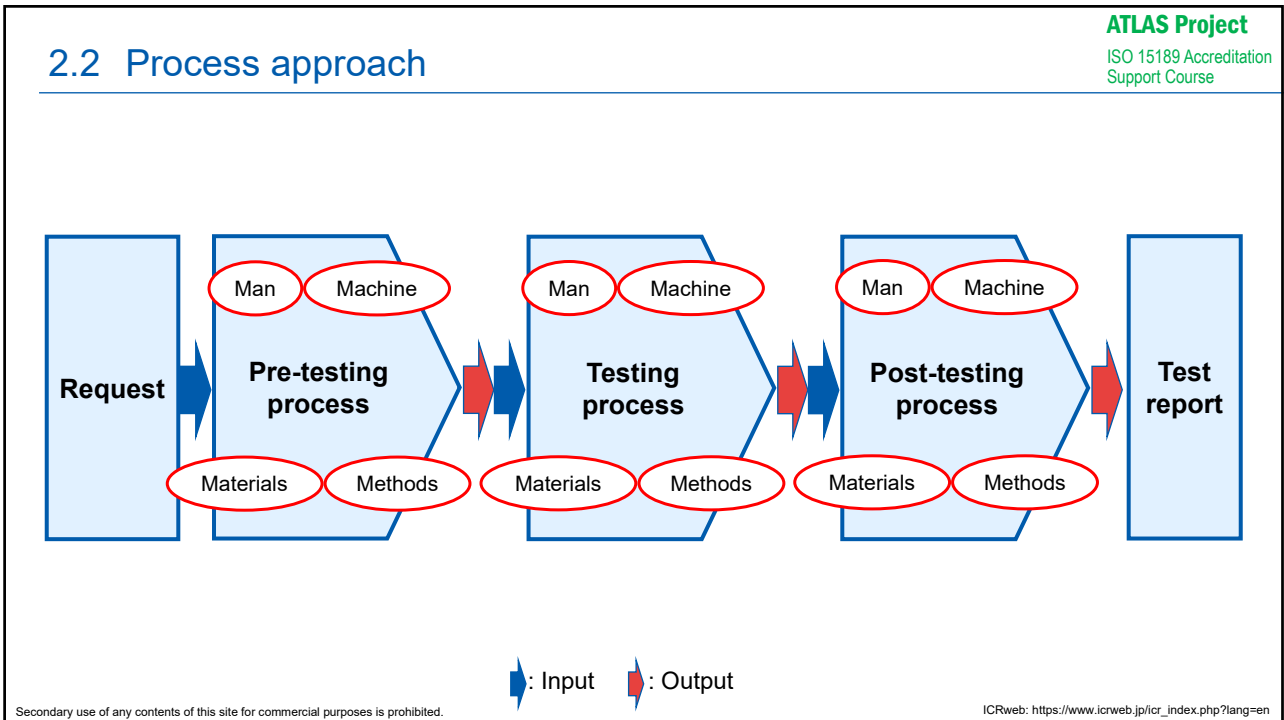 2.2 Process approach
ATLAS Project
ISO 15189 Accreditation
Support Course
Request
Man
Machine
Pre-testing
process
Materials
Methods
Man
Machine
Testing
process
Materials
Methods
Man
Machine
Post-testing
process
Materials
Methods
Test
report
: Input
: Output
Secondary use of any contents of this site for commercial purposes is prohibited.
ICRweb: https://www.icrweb.jp/icr_index.php?lang=en